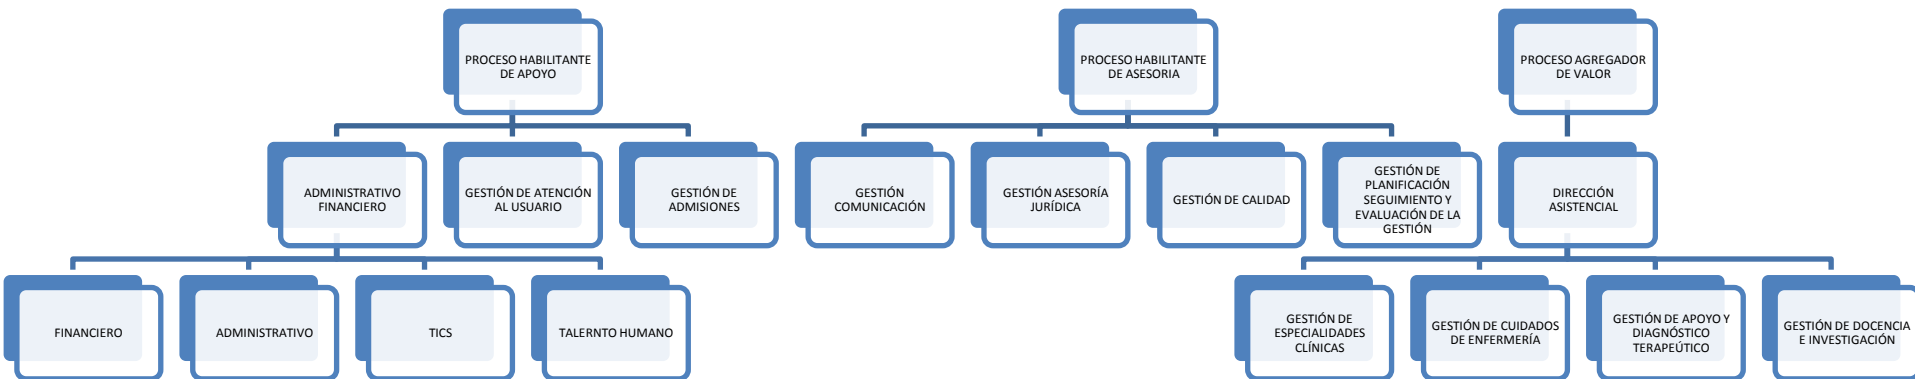 PROCESO HABILITANTE
DE APOYO
PROCESO HABILITANTE
DE ASESORIA
PROCESO AGREGADOR
DE VALOR
ADMINISTRATIVO
FINANCIERO
GESTIÓN DE ATENCIÓN
AL USUARIO
GESTIÓN DE
ADMISIONES
GESTIÓN
COMUNICACIÓN
GESTIÓN ASESORÍA
JURÍDICA
GESTIÓN DE CALIDAD
GESTIÓN DE
PLANIFICACIÓN
SEGUIMIENTO Y
EVALUACIÓN DE LA
GESTIÓN
DIRECCIÓN
ASISTENCIAL
FINANCIERO
ADMINISTRATIVO
TICS
TALERNTO HUMANO
GESTIÓN DE
ESPECIALIDADES
CLÍNICAS
GESTIÓN DE CUIDADOS
DE ENFERMERÍA
GESTIÓN DE APOYO Y
DIAGNÓSTICO
TERAPEÚTICO
GESTIÓN DE DOCENCIA
E INVESTIGACIÓN